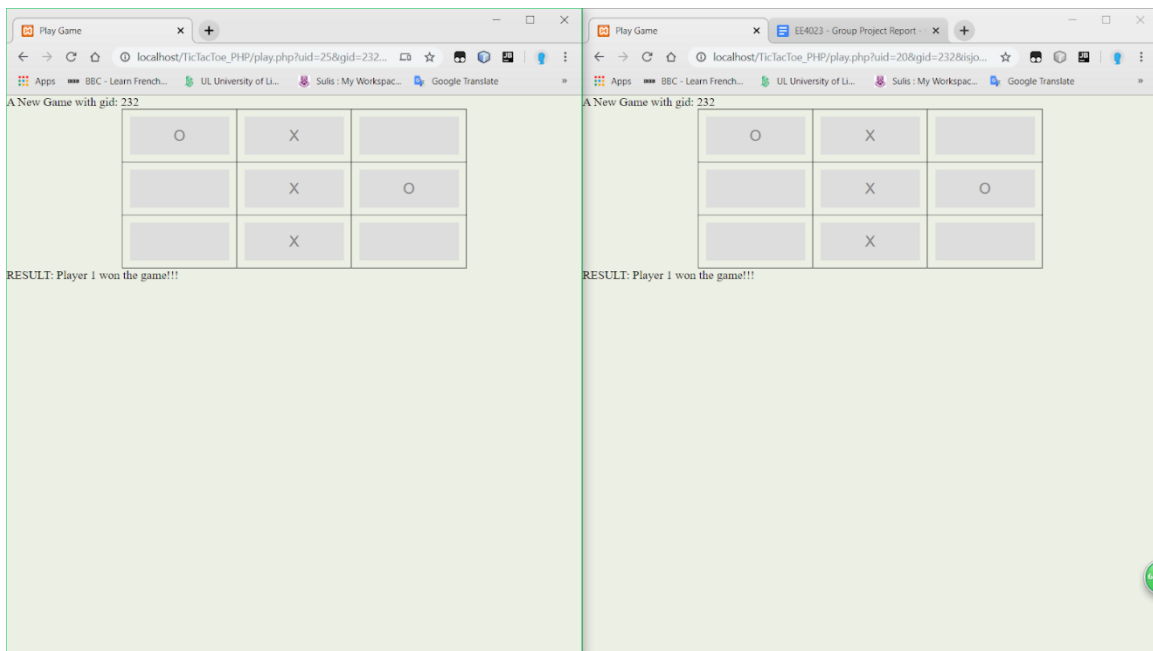 Play Game
localhost/TicTacToe_PHP/play.php?uid=25&gid=232...
Apps BBC - Learn French... UL University of Li... Sulis : My Workspac... Google Translate »
A New Game with gid: 232
O X
X O
X
RESULT: Player 1 won the game!!!
Play Game EE4023 - Group Project Report -
localhost/TicTacToe_PHP/play.php?uid=20&gid=232&isjo...
Apps BBC - Learn French... UL University of Li... Sulis : My Workspac... Google Translate »
A New Game with gid: 232
O X
X O
X
RESULT: Player 1 won the game!!!